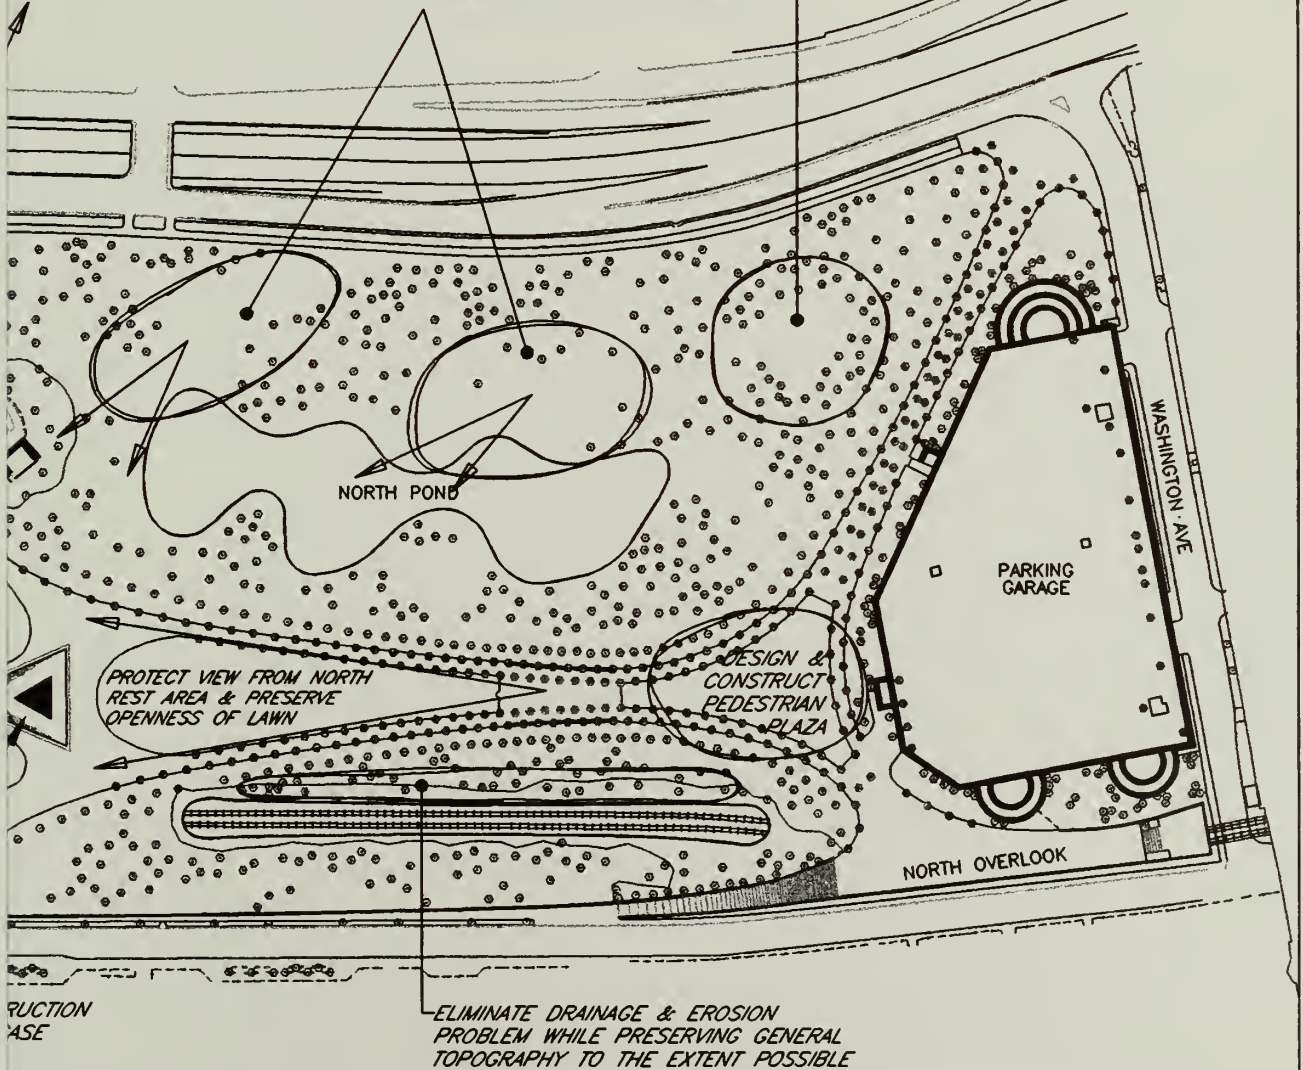 NORTH POND
WASHINGTON AVE
PARKING
GARAGE
DESIGN &
CONSTRUCT
PEDESTRIAN
PLAZA
PROTECT VIEW FROM NORTH
REST AREA & PRESERVE
OPENNESS OF LAWN
NORTH OVERLOOK
RUCTION
ASE
ELIMINATE DRAINAGE & EROSION
PROBLEM WHILE PRESERVING GENERAL
TOPOGRAPHY TO THE EXTENT POSSIBLE